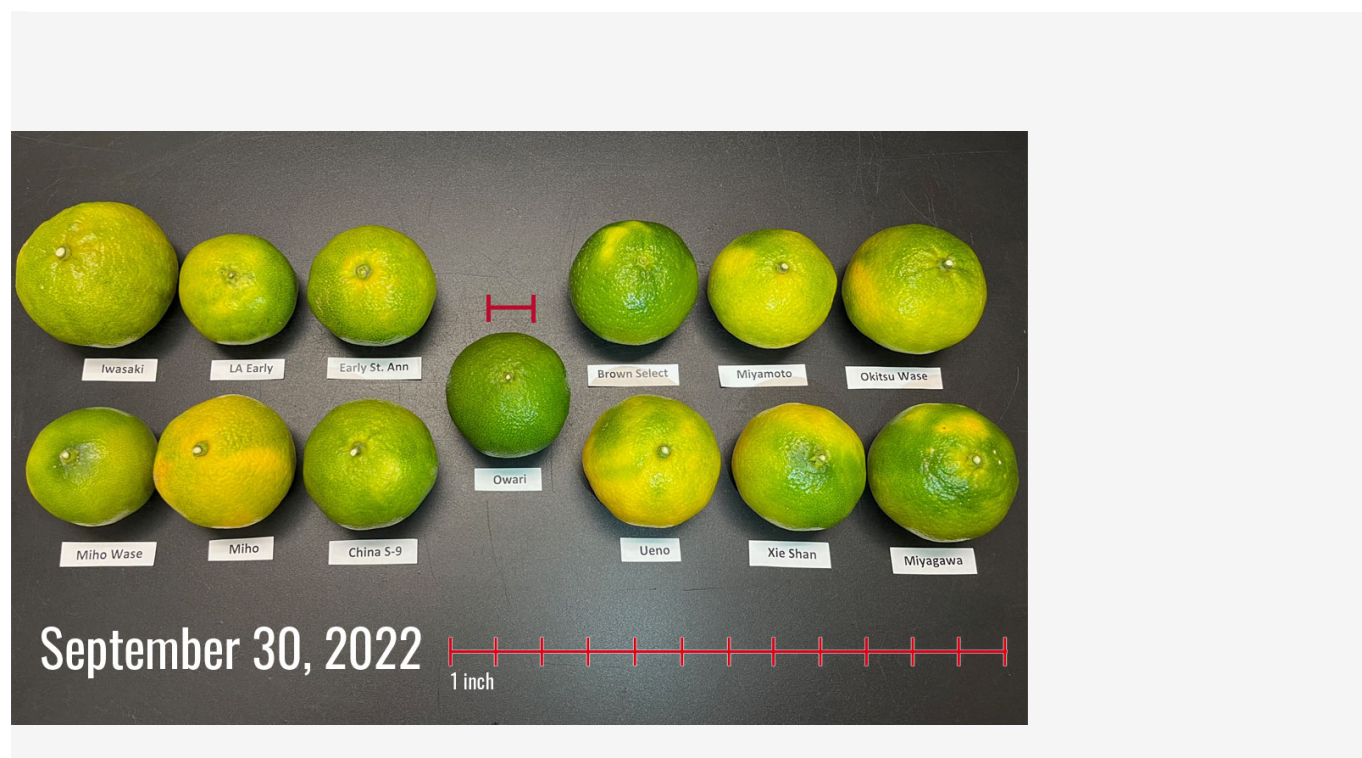 Iwasaki
LA Early
Early St. Ann
Brown Select
Miyamoto
Okitsu Wase
Owari
Miho Wase
Miho
China S-9
Ueno
Xie Shan
Miyagawa
September 30, 2022
1 inch